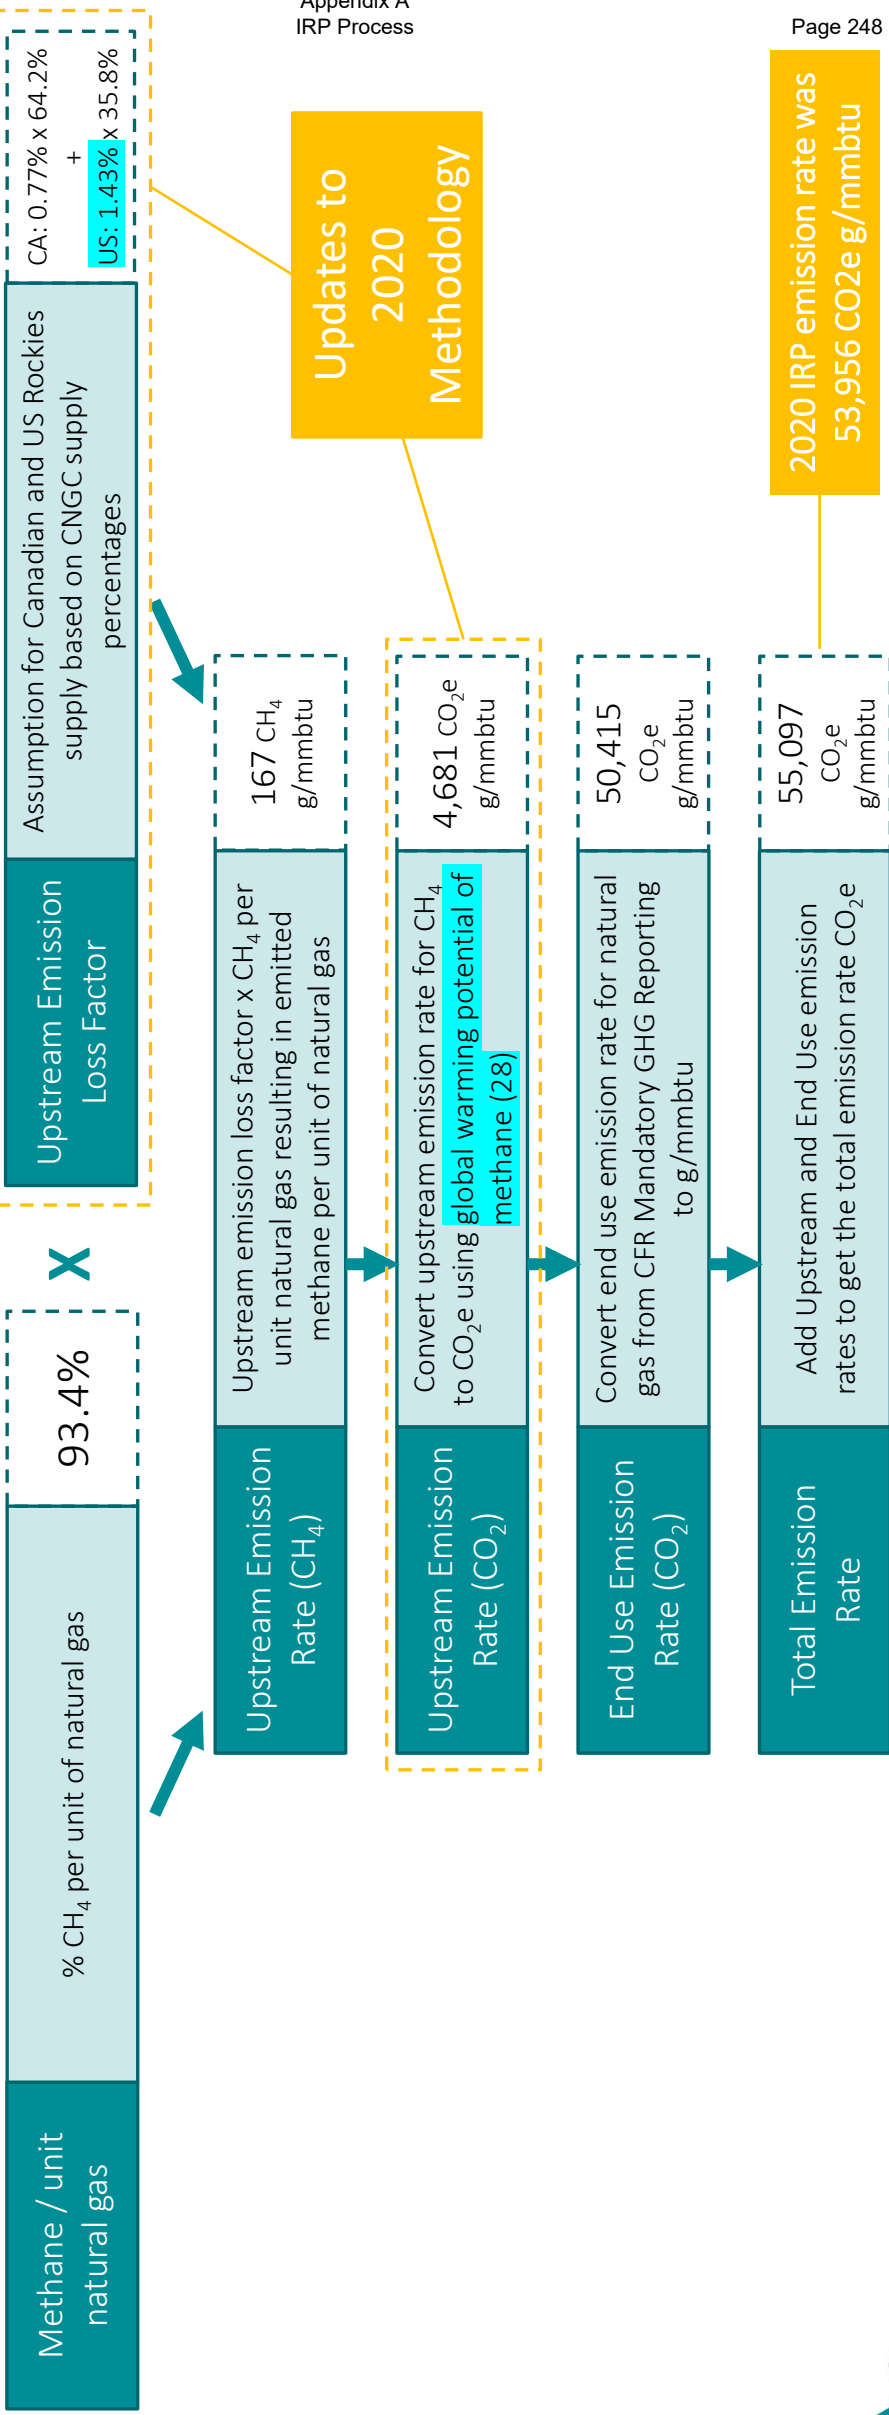 Appendix A
IRP Process
Page 248
Methane / unit
natural gas
% CH₄ per unit of natural gas
93.4%
X
Upstream Emission
Loss Factor
Assumption for Canadian and US Rockies
supply based on CNGC supply
percentages
CA: 0.77% x 64.2%
+
US: 1.43% x 35.8%
Upstream Emission
Rate (CH₄)
Upstream emission loss factor x CH₄ per
unit natural gas resulting in emitted
methane per unit of natural gas
167 CH₄
g/mmbtu
Updates to
2020
Methodology
Upstream Emission
Rate (CO₂)
Convert upstream emission rate for CH₄
to CO₂e using global warming potential of
methane (28)
4,681 CO₂e
g/mmbtu
End Use Emission
Rate (CO₂)
Convert end use emission rate for natural
gas from CFR Mandatory GHG Reporting
to g/mmbtu
50,415
CO₂e
g/mmbtu
Total Emission
Rate
Add Upstream and End Use emission
rates to get the total emission rate CO₂e
55,097
CO₂e
g/mmbtu
2020 IRP emission rate was
53,956 CO2e g/mmbtu